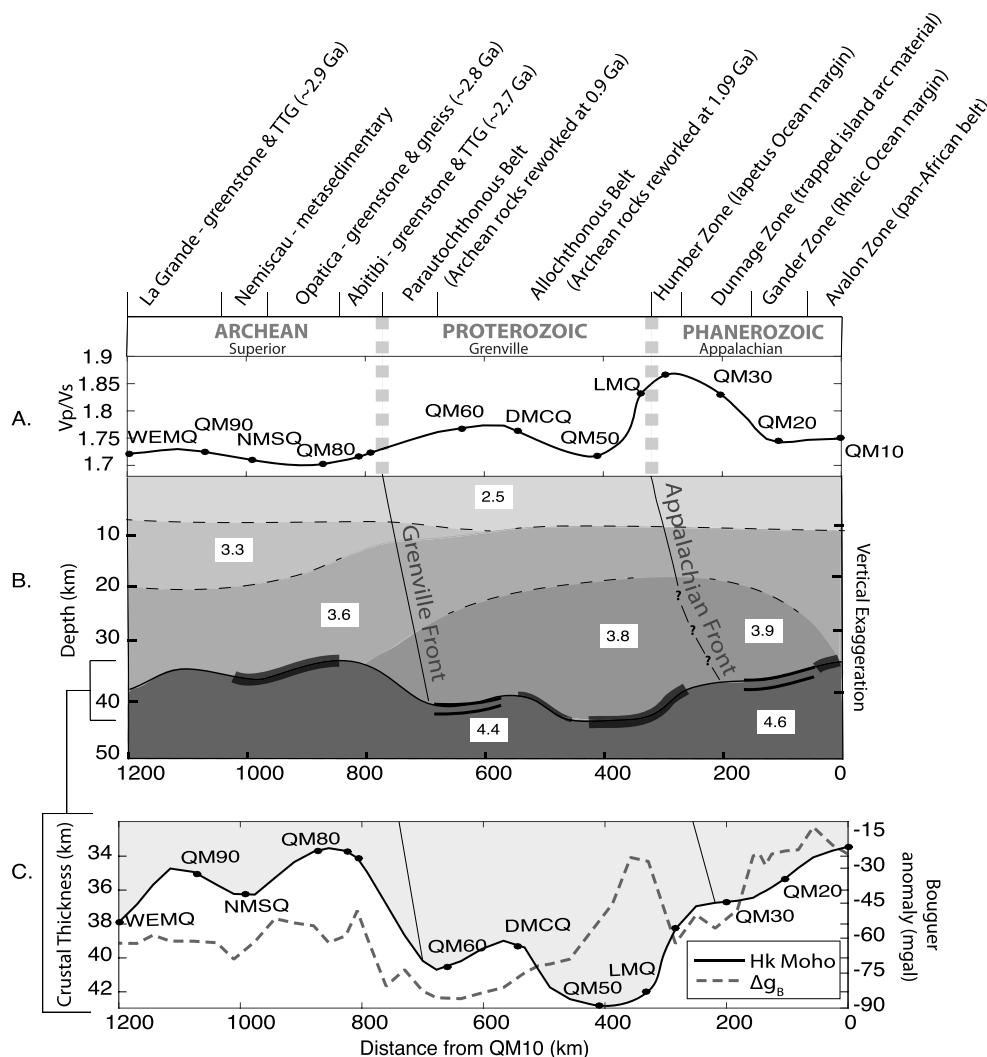 La Grande - greenstone & TTG (~2.9 Ga)
Nemiscau - metasedimentary
Opatica - greenstone & gneiss (~2.8 Ga)
Abitibi - greenstone & TTG (~2.7 Ga)
Parautochthonous Belt
(Archean rocks reworked at 0.9 Ga)
Allochthonous Belt
(Archean rocks reworked at 1.09 Ga)
Humber Zone (Iapetus Ocean margin)
Dunnage Zone (trapped island arc material)
Gander Zone (Rheic Ocean margin)
Avalon Zone (pan-African belt)
ARCHEAN
Superior
PROTEROZOIC
Grenville
PHANEROZOIC
Appalachian
A.
Vp/Vs
1.9
1.85
1.8
1.75
1.7
WEMQ
QM90
NMSQ
QM80
QM60
DMCQ
QM50
LMQ
QM30
QM20
QM10
B.
Depth (km)
10
20
30
40
50
2.5
3.3
3.6
3.8
3.9
4.4
4.6
Grenville Front
Appalachian Front
?
?
?
Vertical Exaggeration
1200
1000
800
600
400
200
0
C.
Crustal Thickness (km)
34
36
38
40
42
WEMQ
QM90
NMSQ
QM80
QM60
DMCQ
QM50
LMQ
QM30
QM20
Hk Moho
Δg_B
-15
-30
-45
-60
-75
-90
Bouguer
anomaly (mgal)
1200
1000
800
600
400
200
0
Distance from QM10 (km)